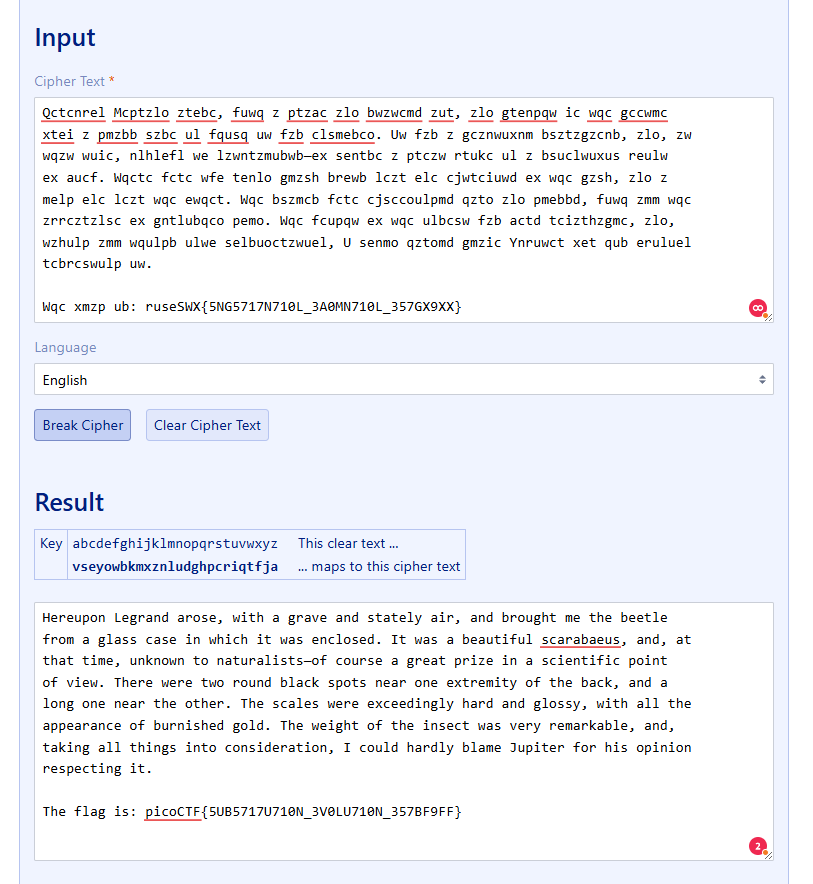 Input
Cipher Text *
Qctcnrel Mcptzlo ztebc, fuwq z ptzac zlo bwzwcmd zut, zlo gtenpqw ic wqc gccwmc
xtei z pmzbb szbc ul fqusq uw fzb clsmebco. Uw fzb z gcznwuxnm bsztzgzcnb, zlo, zw
wqzw wuic, nlhlefl we lzwntzmubwb—ex sentbc z ptczw rtukc ul z bsuclwuxus reulw
ex aucf. Wqctc fctc wfe tenlo gmzsh brewb lczt elc cjwtciuwd ex wqc gzsh, zlo z
melp elc lczt wqc ewqct. Wqc bszmcb fctc cjsccoulpmd qzto zlo pmebbd, fuwq zmm wqc
zrrcztzlsc ex gntlubqco pemo. Wqc fcupqw ex wqc ulbcsw fzb actd tcizthzgmc, zlo,
wzhulp zmm wqulpb ulwe selbuoctzwuel, U senmo qztomd gmzic Ynruwct xet qub eruluel
tcbrcswulp uw.
Wqc xmzp ub: ruseSWX{5NG5717N710L_3A0MN710L_357GX9XX}
8
Language
English
Break Cipher Clear Cipher Text
Result
Key abcdefghijklmnopqrstuvwxyz This clear text ...
vseyowbkmxznludghpcriqtfja ... maps to this cipher text
Hereupon Legrand arose, with a grave and stately air, and brought me the beetle
from a glass case in which it was enclosed. It was a beautiful scarabaeus, and, at
that time, unknown to naturalists—of course a great prize in a scientific point
of view. There were two round black spots near one extremity of the back, and a
long one near the other. The scales were exceedingly hard and glossy, with all the
appearance of burnished gold. The weight of the insect was very remarkable, and,
taking all things into consideration, I could hardly blame Jupiter for his opinion
respecting it.
The flag is: picoCTF{5UB5717U710N_3V0LU710N_357BF9FF}
2